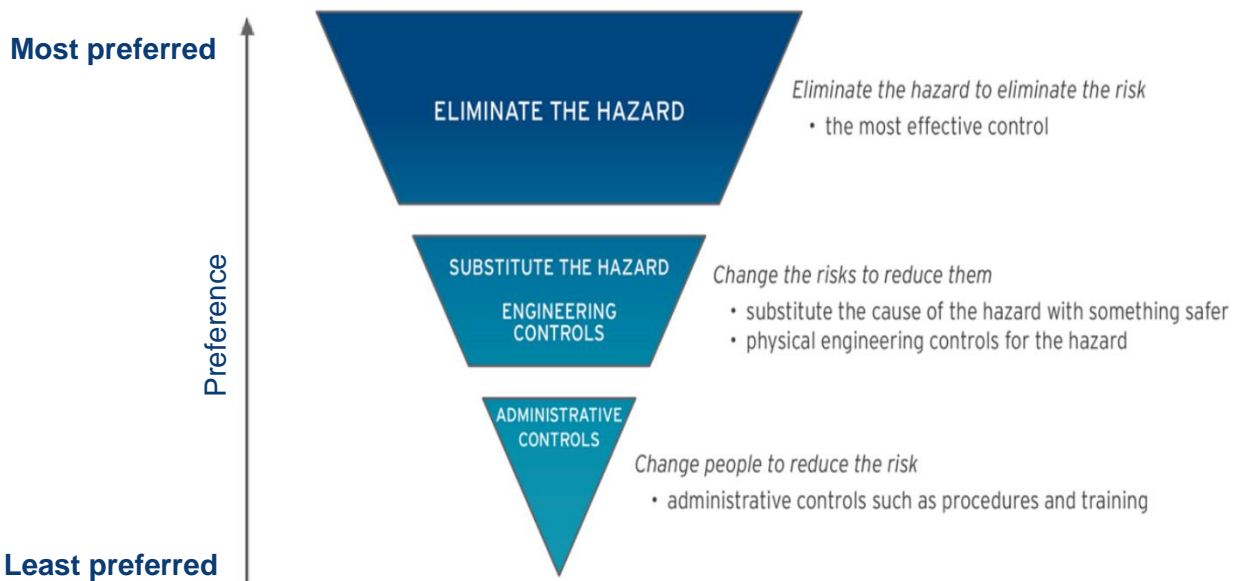 Most preferred
ELIMINATE THE HAZARD
Eliminate the hazard to eliminate the risk
• the most effective control
Preference
SUBSTITUTE THE HAZARD
ENGINEERING
CONTROLS
Change the risks to reduce them
• substitute the cause of the hazard with something safer
• physical engineering controls for the hazard
ADMINISTRATIVE
CONTROLS
Change people to reduce the risk
• administrative controls such as procedures and training
Least preferred